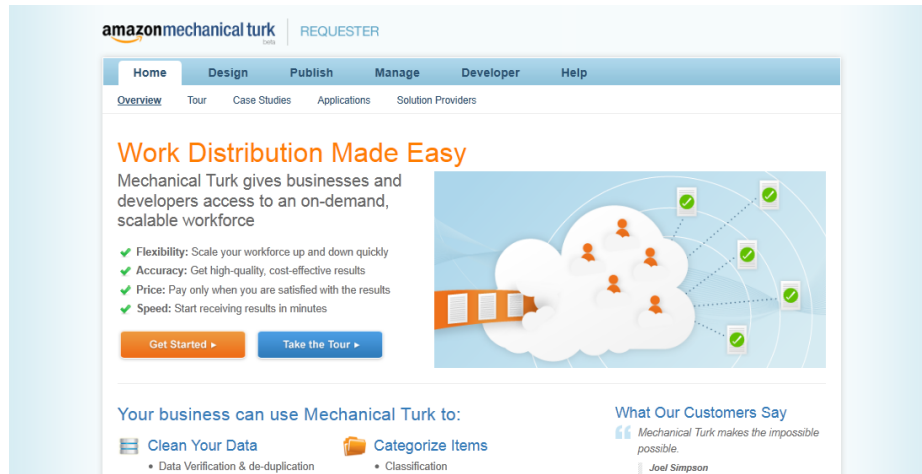 amazonmechanical turk
beta
REQUESTER
Home Design Publish Manage Developer Help
Overview Tour Case Studies Applications Solution Providers
Work Distribution Made Easy
Mechanical Turk gives businesses and
developers access to an on-demand,
scalable workforce
Flexibility: Scale your workforce up and down quickly
Accuracy: Get high-quality, cost-effective results
Price: Pay only when you are satisfied with the results
Speed: Start receiving results in minutes
Get Started Take the Tour
Your business can use Mechanical Turk to:
Clean Your Data
• Data Verification & de-duplication
Categorize Items
• Classification
What Our Customers Say
Mechanical Turk makes the impossible
possible.
Joel Simpson